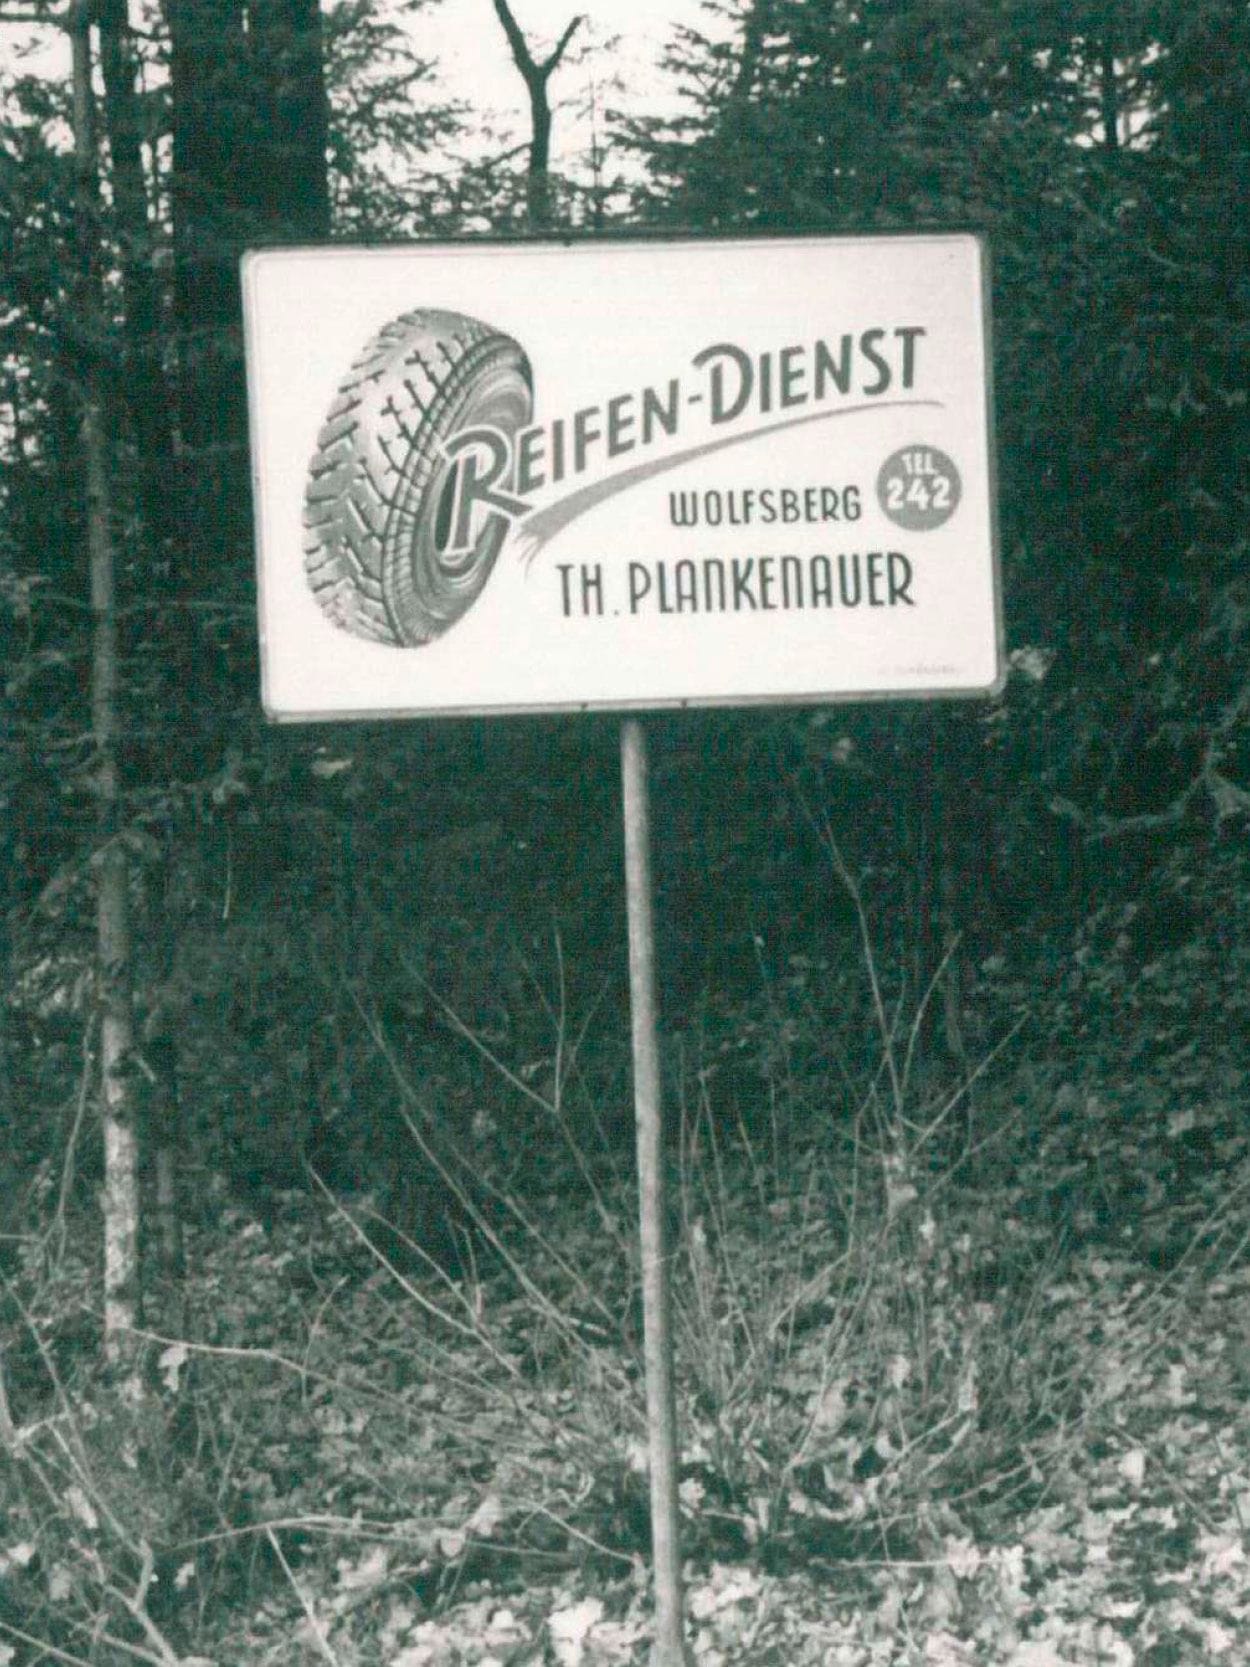 REIFEN-DIENST
WOLFSBERG
TEL.
242
TH. PLANKENAUER